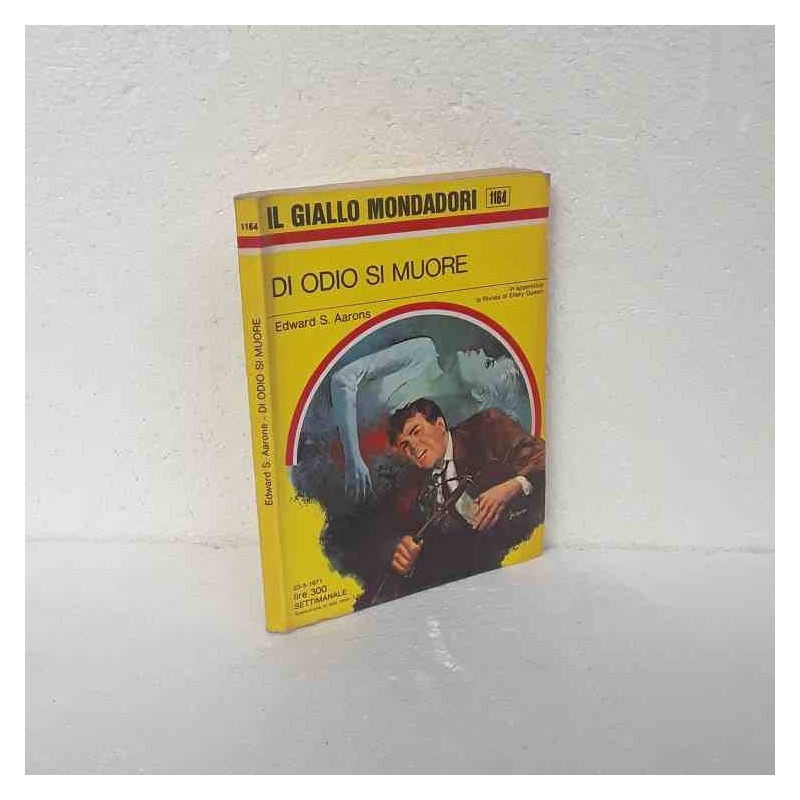 1164
Edward S. Aarons - DI ODIO SI MUORE
IL GIALLO MONDADORI 1164
DI ODIO SI MUORE
in appendice
la Rivista di Ellery Queen
Edward S. Aarons
lire 300
SETTIMANALE